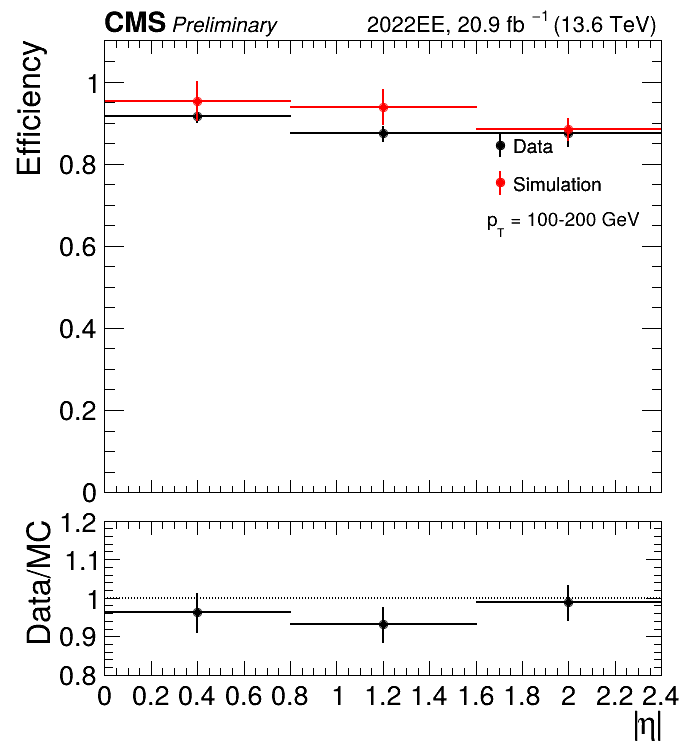 CMS Preliminary 2022EE, 20.9 fb ⁻¹ (13.6 TeV)
Efficiency
1
0.8
0.6
0.4
0.2
0
Data
Simulation
p_T = 100-200 GeV
Data/MC
1.2
1.1
1
0.9
0.8
0 0.2 0.4 0.6 0.8 1 1.2 1.4 1.6 1.8 2 2.2 2.4
|η|